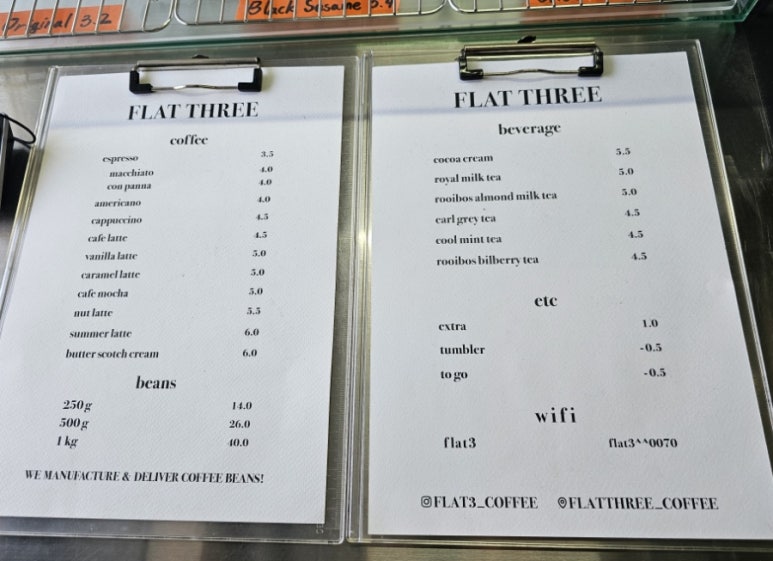 Original 3.2
Black Sesame 3.4
FLAT THREE
coffee
espresso 3.5
macchiato 4.0
con panna 4.0
americano 4.0
cappuccino 4.5
cafe latte 4.5
vanilla latte 5.0
caramel latte 5.0
cafe mocha 5.0
nut latte 5.5
summer latte 6.0
butter scotch cream 6.0
beans
250g 14.0
500g 26.0
1 kg 40.0
WE MANUFACTURE & DELIVER COFFEE BEANS!
FLAT THREE
beverage
cocoa cream 5.5
royal milk tea 5.0
rooibos almond milk tea 5.0
earl grey tea 4.5
cool mint tea 4.5
rooibos bilberry tea 4.5
etc
extra 1.0
tumbler -0.5
to go -0.5
wifi
flat3 flat3^^0070
FLAT3_COFFEE FLATTHREE_COFFEE